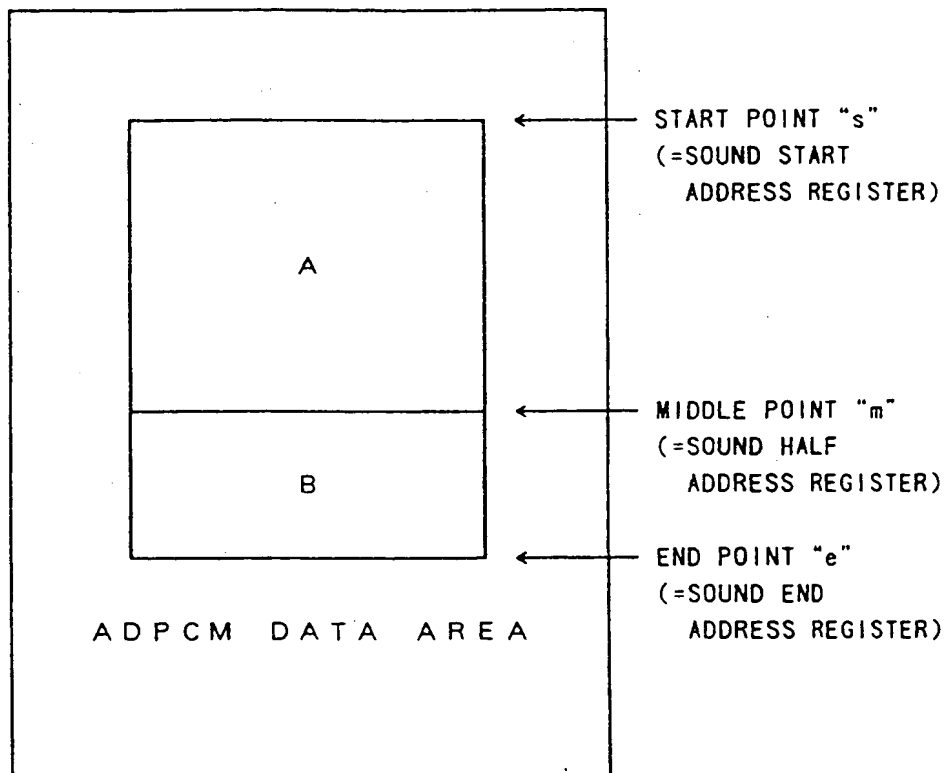 START POINT “s”
(=SOUND START
ADDRESS REGISTER)
A
MIDDLE POINT “m”
(=SOUND HALF
ADDRESS REGISTER)
B
END POINT “e”
(=SOUND END
ADDRESS REGISTER)
ADPCM DATA AREA